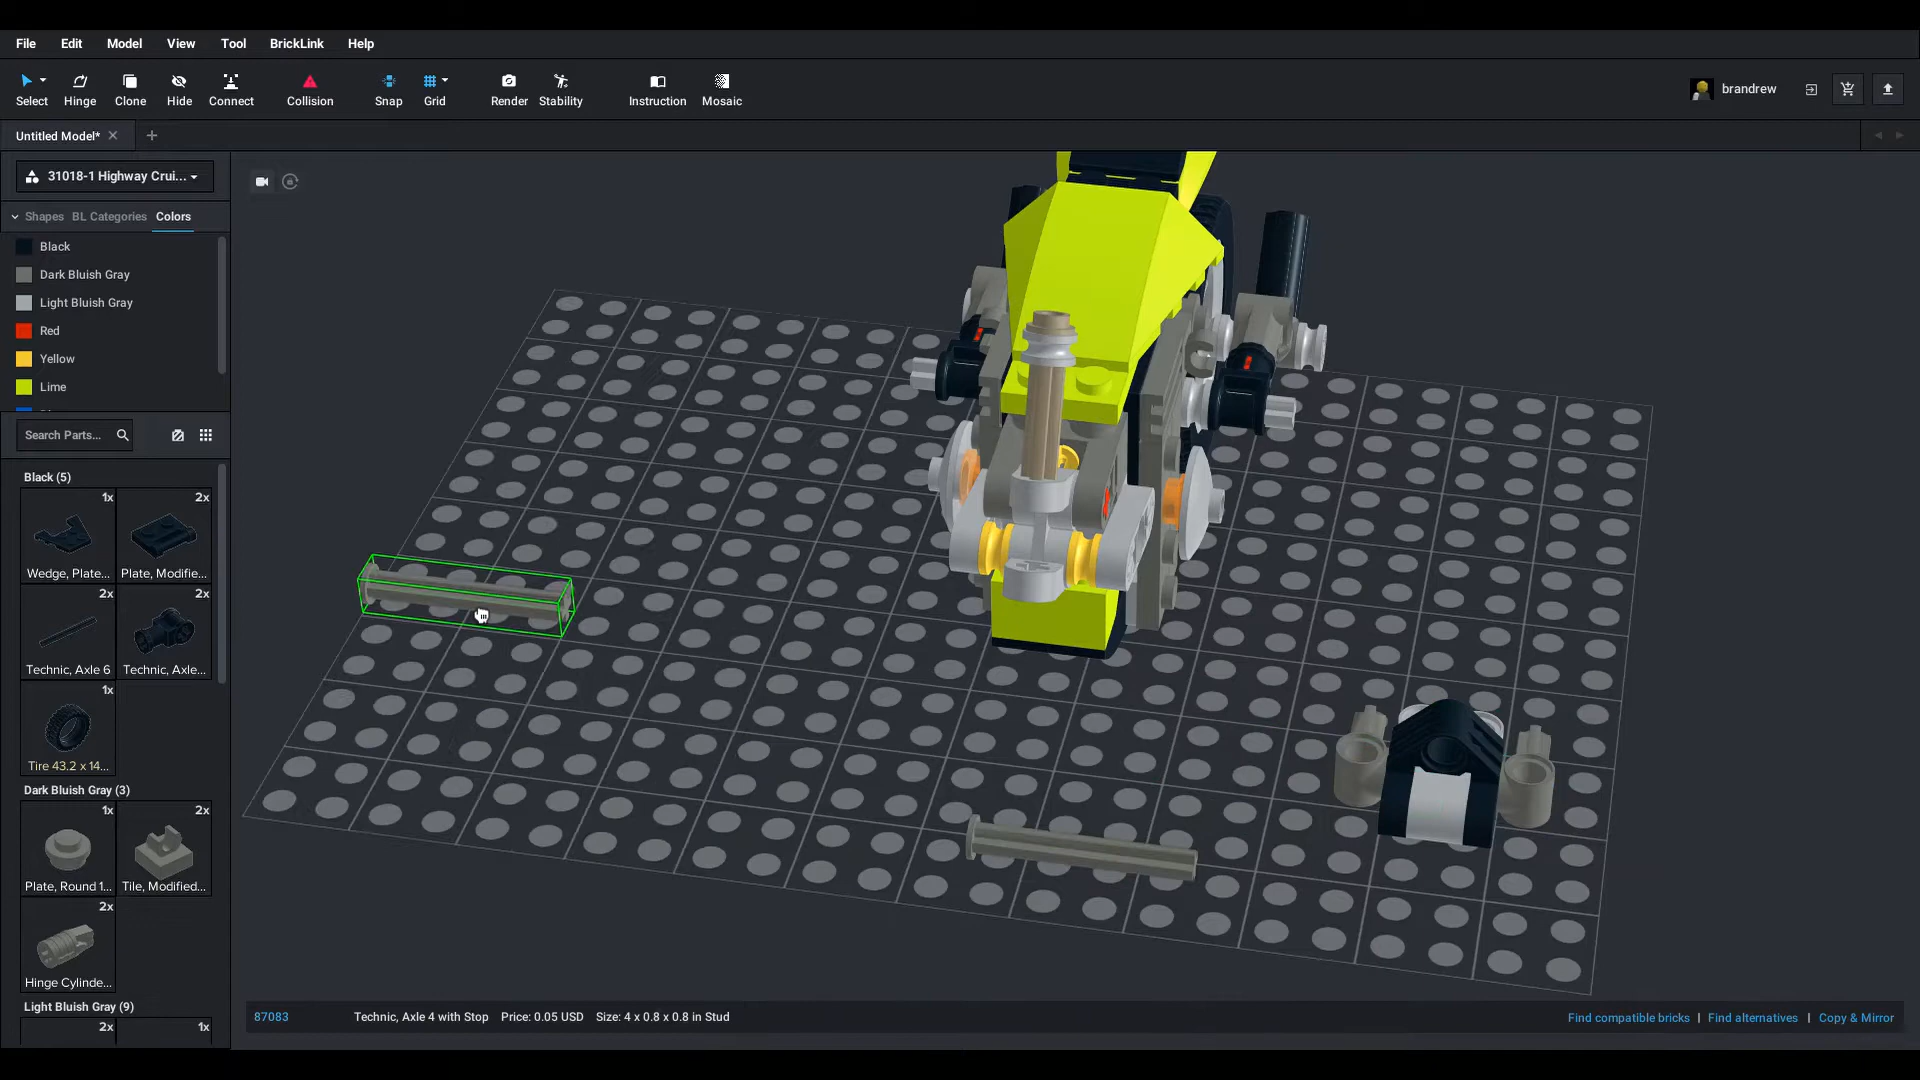 File Edit Model View Tool BrickLink Help
Select Hinge Clone Hide Connect Collision Snap Grid Render Stability Instruction Mosaic brandrew
Untitled Model*
31018-1 Highway Crui...
Shapes BL Categories Colors
Black
Dark Bluish Gray
Light Bluish Gray
Red
Yellow
Lime
Search Parts...
Black (5)
1x 2x
Wedge, Plate... Plate, Modifie...
2x 2x
Technic, Axle 6 Technic, Axle...
1x
Tire 43.2 x 14...
Dark Bluish Gray (3)
1x 2x
Plate, Round 1... Tile, Modified...
2x
Hinge Cylinde...
Light Bluish Gray (9)
2x 1x
87083 Technic, Axle 4 with Stop Price: 0.05 USD Size: 4 x 0.8 x 0.8 in Stud Find compatible bricks | Find alternatives | Copy & Mirror